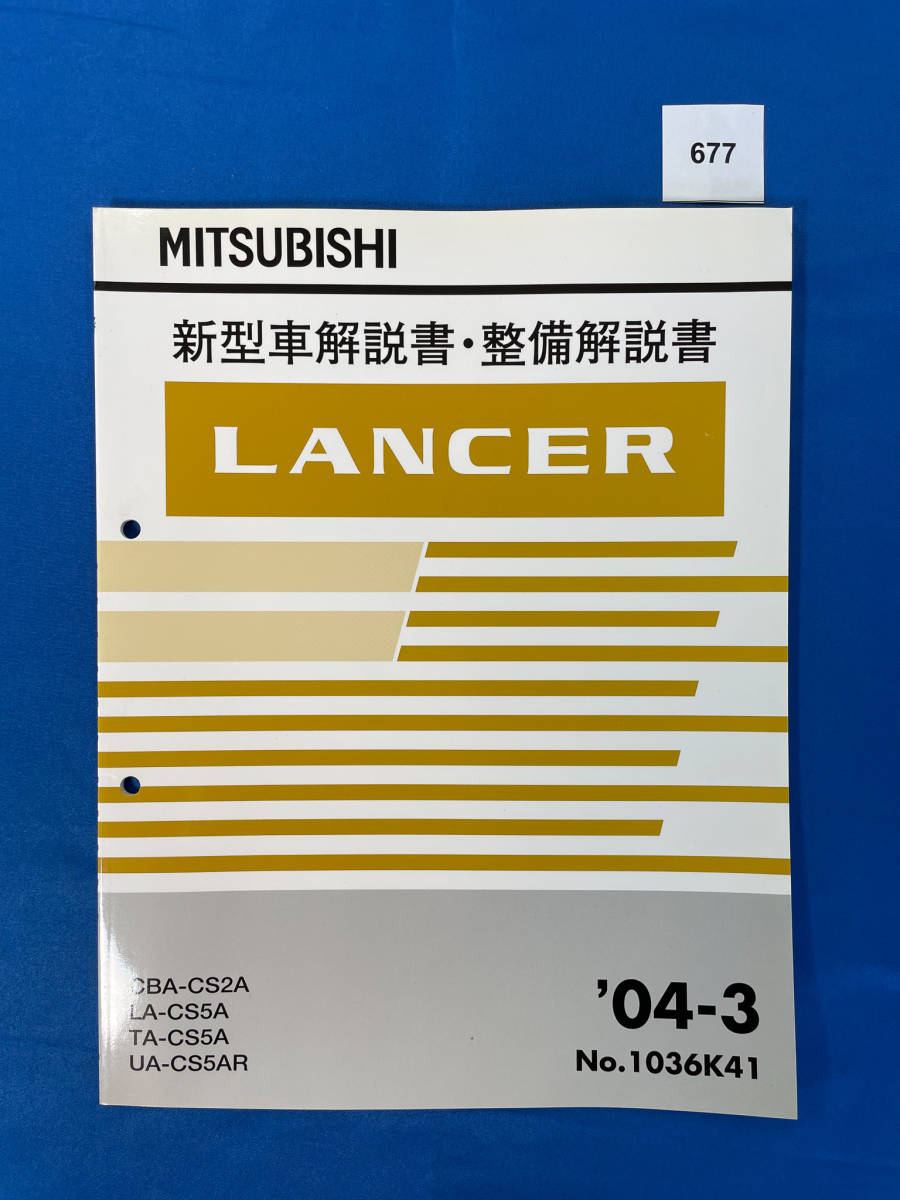 677
MITSUBISHI
新型車解説書・整備解説書
LANCER
CBA-CS2A
LA-CS5A
TA-CS5A
UA-CS5AR
’04-3
No.1036K41